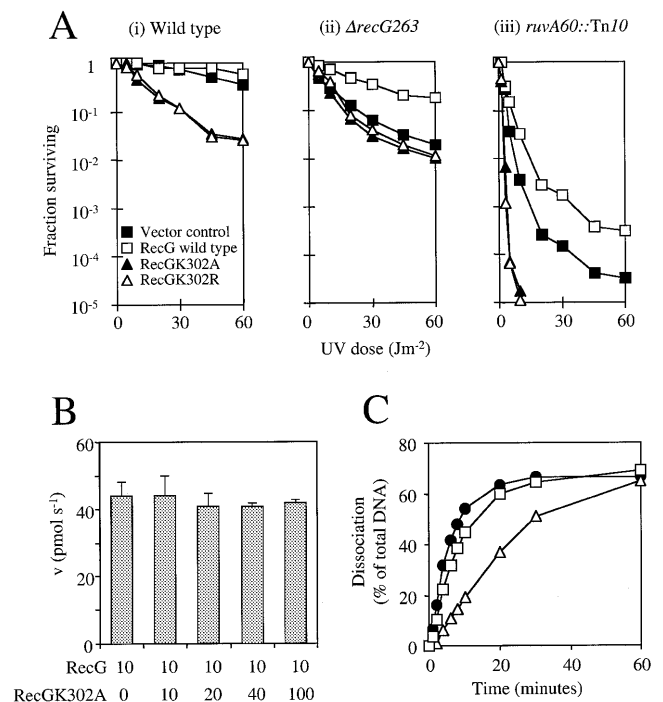 A
(i) Wild type
(ii) ΔrecG263
(iii) ruvA60::Tn10
Fraction surviving
1
10-1
10-2
10-3
10-4
10-5
Vector control
RecG wild type
RecGK302A
RecGK302R
0 30 60
0 30 60
0 30 60
UV dose (Jm-2)
B
v (pmol s-1)
60
40
20
0
RecG 10 10 10 10 10
RecGK302A 0 10 20 40 100
C
Dissociation
(% of total DNA)
80
60
40
20
0
0 20 40 60
Time (minutes)